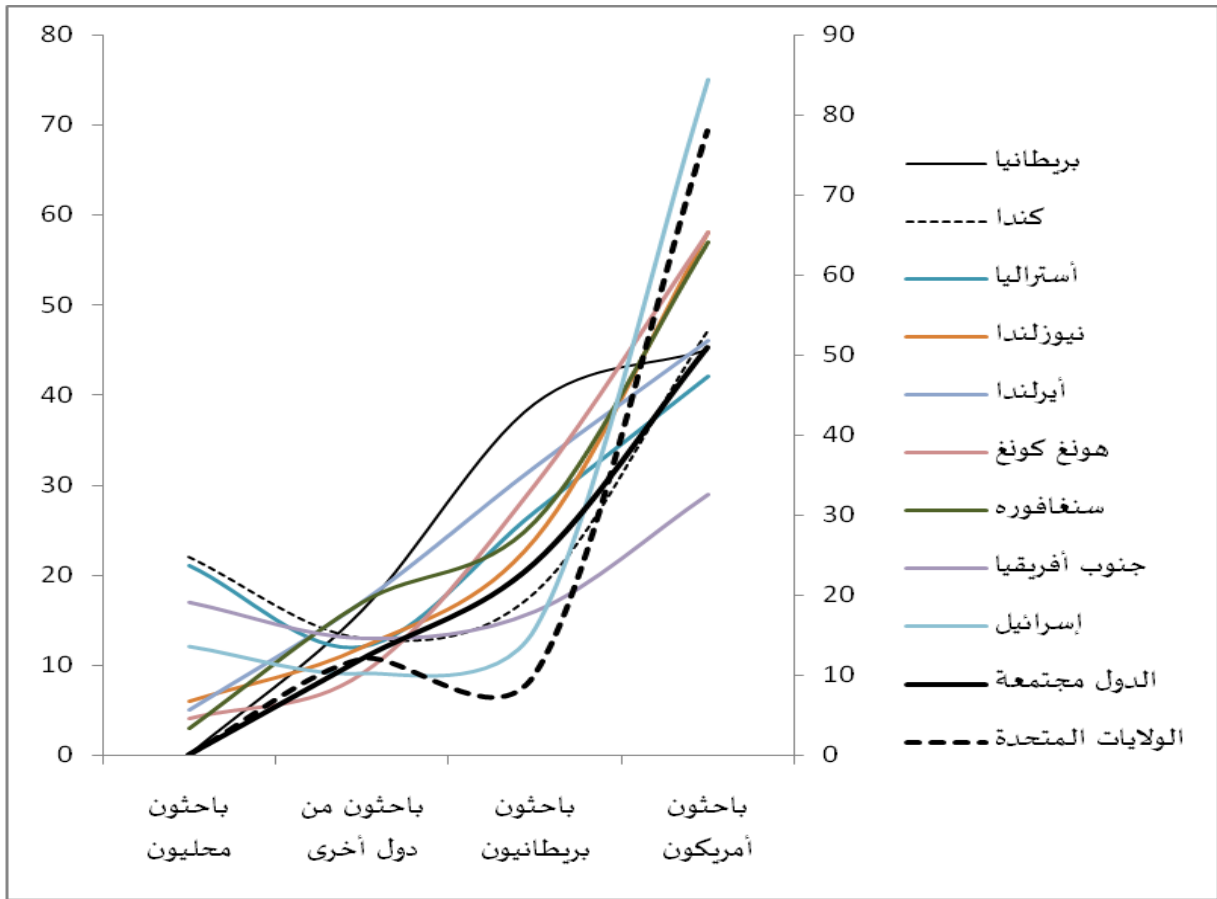 80
70
60
50
40
30
20
10
0
90
80
70
60
50
40
30
20
10
0
بريطانيا
كندا
أستراليا
نيوزلندا
أيرلندا
هونغ كونغ
سنغافوره
جنوب أفريقيا
إسرائيل
الدول مجتمعة
الولايات المتحدة
باحثون
محليون
باحثون من
دول أخرى
باحثون
بريطانيون
باحثون
أمريكون